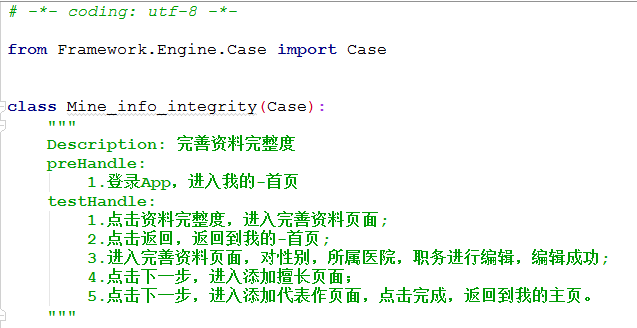 # -*- coding: utf-8 -*-
from Framework.Engine.Case import Case
class Mine_info_integrity(Case):
"""
Description: 完善资料完整度
preHandle:
1.登录App，进入我的-首页
testHandle:
1.点击资料完整度，进入完善资料页面；
2.点击返回，返回到我的-首页；
3.进入完善资料页面，对性别，所属医院，职务进行编辑，编辑成功；
4.点击下一步，进入添加擅长页面；
5.点击下一步，进入添加代表作页面，点击完成，返回到我的主页。
"""